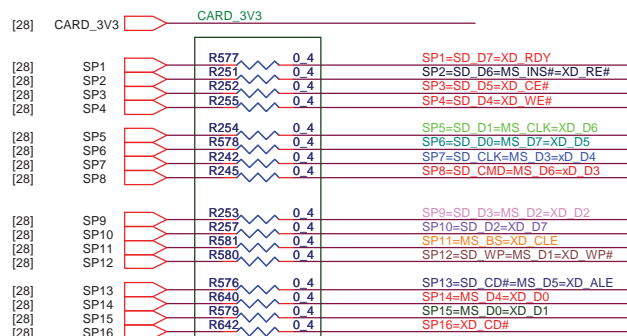 [28] CARD_3V3 CARD_3V3
[28] SP1 R577 0_4 SP1=SD_D7=XD_RDY
[28] SP2 R251 0_4 SP2=SD_D6=MS_INS#=XD_RE#
[28] SP3 R252 0_4 SP3=SD_D5=XD_CE#
[28] SP4 R255 0_4 SP4=SD_D4=XD_WE#
[28] SP5 R254 0_4 SP5=SD_D1=MS_CLK=XD_D6
[28] SP6 R578 0_4 SP6=SD_D0=MS_D7=XD_D5
[28] SP7 R242 0_4 SP7=SD_CLK=MS_D3=xD_D4
[28] SP8 R245 0_4 SP8=SD_CMD=MS_D6=xD_D3
[28] SP9 R253 0_4 SP9=SD_D3=MS_D2=XD_D2
[28] SP10 R257 0_4 SP10=SD_D2=XD_D7
[28] SP11 R581 0_4 SP11=MS_BS=XD_CLE
[28] SP12 R580 0_4 SP12=SD_WP=MS_D1=XD_WP#
[28] SP13 R576 0_4 SP13=SD_CD#=MS_D5=XD_ALE
[28] SP14 R640 0_4 SP14=MS_D4=XD_D0
[28] SP15 R579 0_4 SP15=MS_D0=XD_D1
[28] SP16 R642 0_4 SP16=XD_CD#